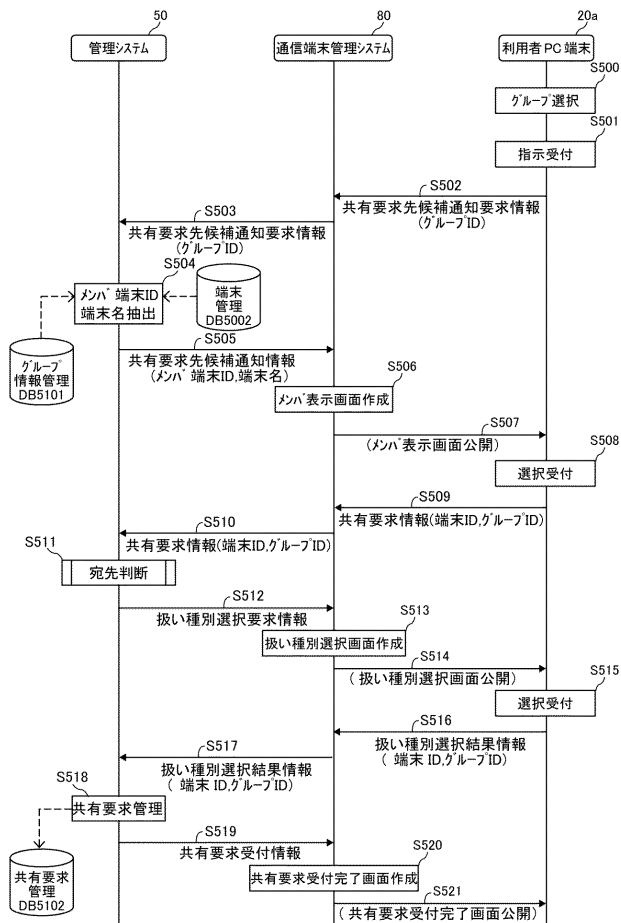 50
80
20a
管理システム
通信端末管理システム
利用者PC端末
S500
グループ選択
S501
指示受付
S502
共有要求先候補通知要求情報
(グループID)
S503
共有要求先候補通知要求情報
(グループID)
S504
メンバ端末ID
端末名抽出
端末
管理
DB5002
グループ
情報管理
DB5101
S505
共有要求先候補通知情報
(メンバ端末ID,端末名)
S506
メンバ表示画面作成
S507
(メンバ表示画面公開)
S508
選択受付
S509
共有要求情報(端末ID,グループID)
S510
共有要求情報(端末ID,グループID)
S511
宛先判断
S512
扱い種別選択要求情報
S513
扱い種別選択画面作成
S514
(扱い種別選択画面公開)
S515
選択受付
S516
扱い種別選択結果情報
(端末ID,グループID)
S517
扱い種別選択結果情報
(端末ID,グループID)
S518
共有要求管理
共有要求
管理
DB5102
S519
共有要求受付情報
S520
共有要求受付完了画面作成
S521
(共有要求受付完了画面公開)